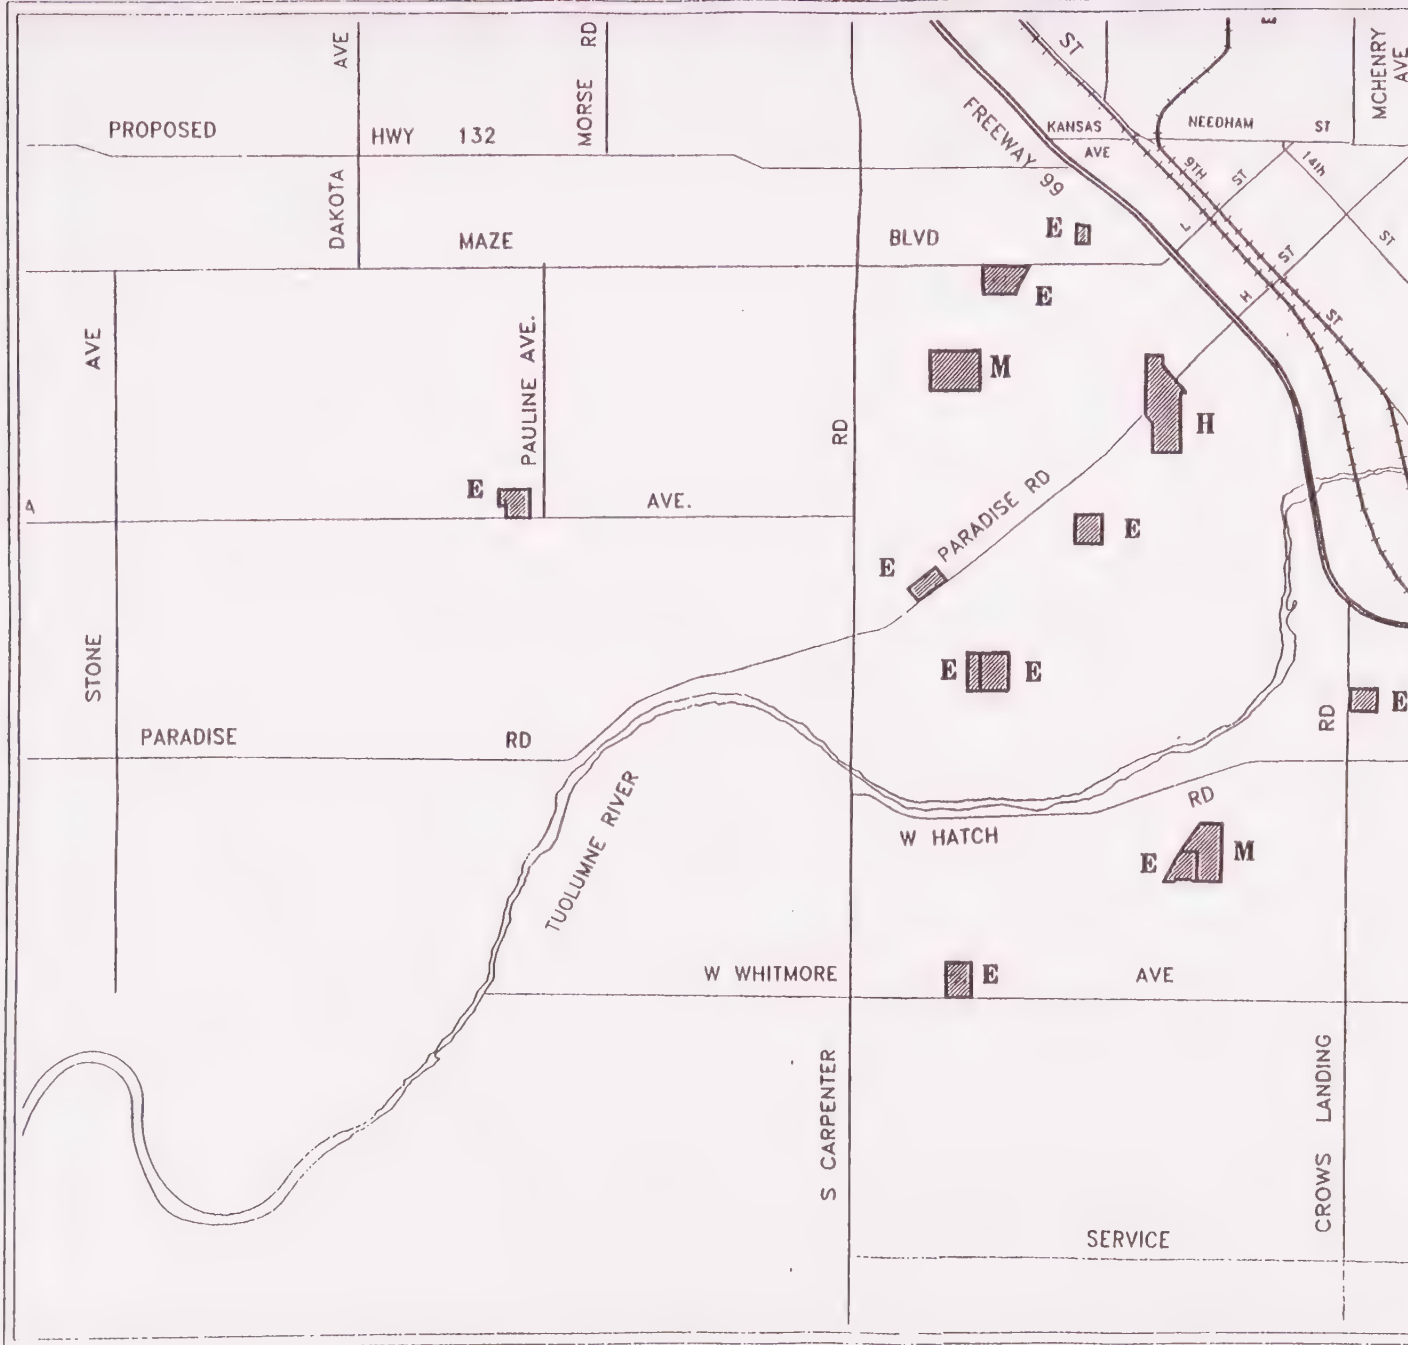 AVE
RD
ST
MCHENRY
AVE
MORSE
PROPOSED
HWY 132
FREEWAY 99
KANSAS
AVE
NEEDHAM
ST
9TH
ST
14th
ST
DAKOTA
MAZE
BLVD
E
L
ST
H
ST
E
AVE
PAULINE AVE.
M
RD
H
E
A
AVE.
PARADISE RD
E
E
STONE
E
E
E
RD
PARADISE
RD
TUOLUMNE RIVER
RD
W HATCH
E
M
W WHITMORE
E
AVE
S CARPENTER
CROWS LANDING
SERVICE